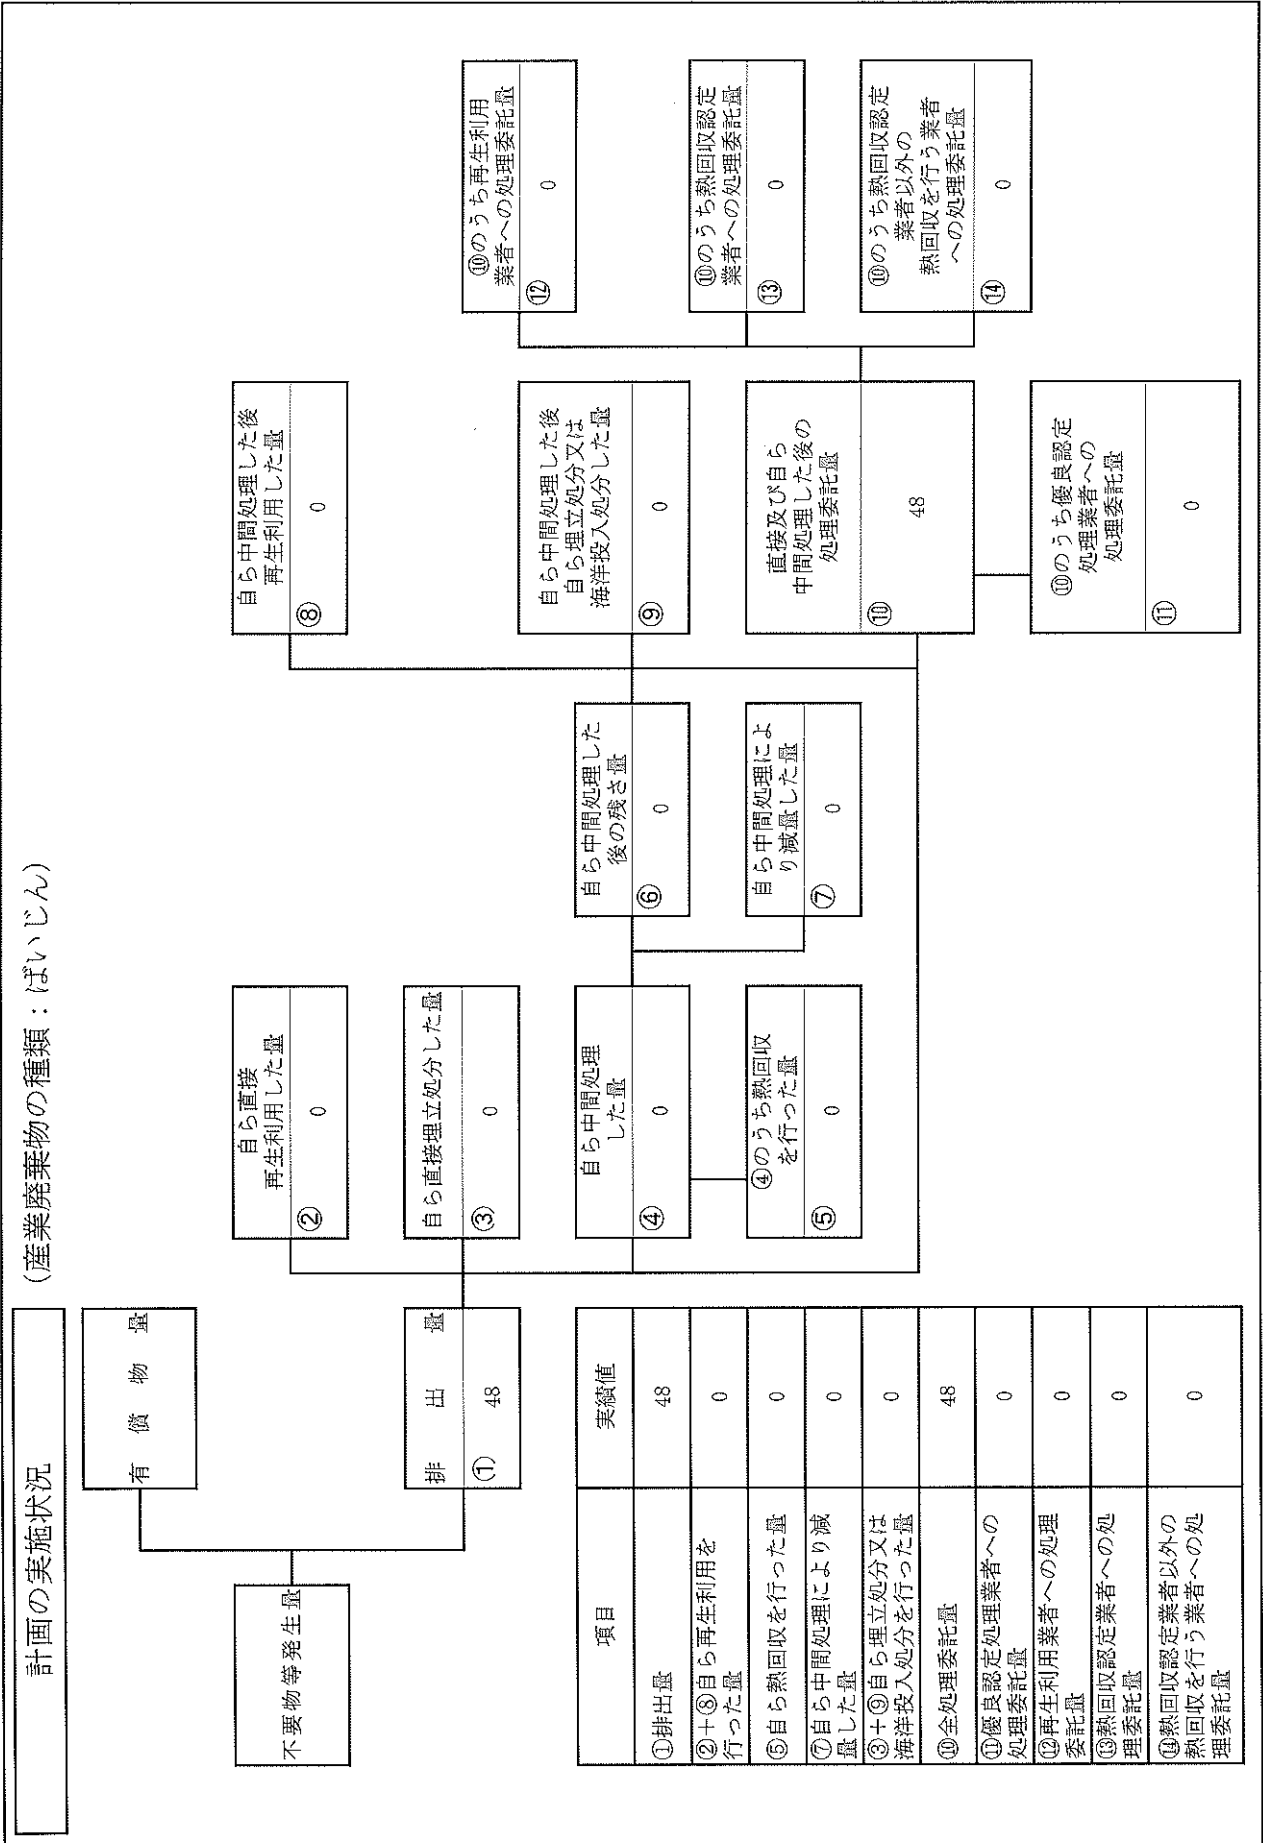 計画の実施状況
(産業廃棄物の種類：ばいじん)
不要物等発生量
有　償　物　量
排　出　量
① 48
自ら直接
再生利用した量
② 0
自ら直接埋立処分した量
③ 0
自ら中間処理
した量
④ 0
④のうち熱回収
を行った量
⑤ 0
自ら中間処理した
後の残さ量
⑥ 0
自ら中間処理によ
り減量した量
⑦ 0
自ら中間処理した後
再生利用した量
⑧ 0
自ら中間処理した後
自ら埋立処分又は
海洋投入処分した量
⑨ 0
直接及び自ら
中間処理した後の
処理委託量
⑩ 48
⑩のうち優良認定
処理業者への
処理委託量
⑪ 0
⑩のうち再生利用
業者への処理委託量
⑫ 0
⑩のうち熱回収認定
業者への処理委託量
⑬ 0
⑩のうち熱回収認定
業者以外の
熱回収を行う業者
への処理委託量
⑭ 0
項目 実績値
①排出量 48
②＋⑧自ら再生利用を
行った量 0
⑤自ら熱回収を行った量 0
⑦自ら中間処理により減
量した量 0
③＋⑨自ら埋立処分又は
海洋投入処分を行った量 0
⑩全処理委託量 48
⑪優良認定処理業者への
処理委託量 0
⑫再生利用業者への処理
委託量 0
⑬熱回収認定業者への処
理委託量 0
⑭熱回収認定業者以外の
熱回収を行う業者への処
理委託量 0